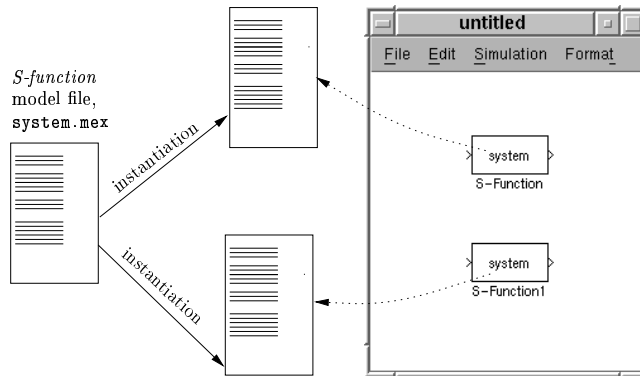 S-function
model file,
system.mex
instantiation
instantiation
untitled
File Edit Simulation Format
system
S-Function
system
S-Function1